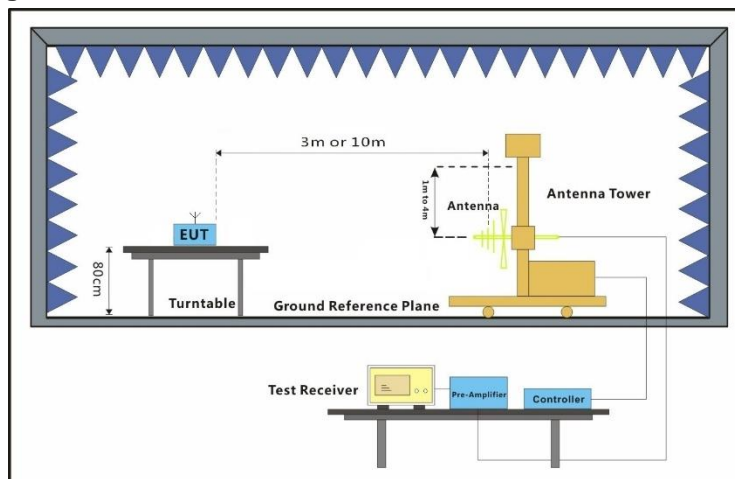 3m or 10m
1m to 4m
Antenna
Antenna Tower
EUT
80cm
Turntable
Ground Reference Plane
Test Receiver
Pre-Amplifier
Controller